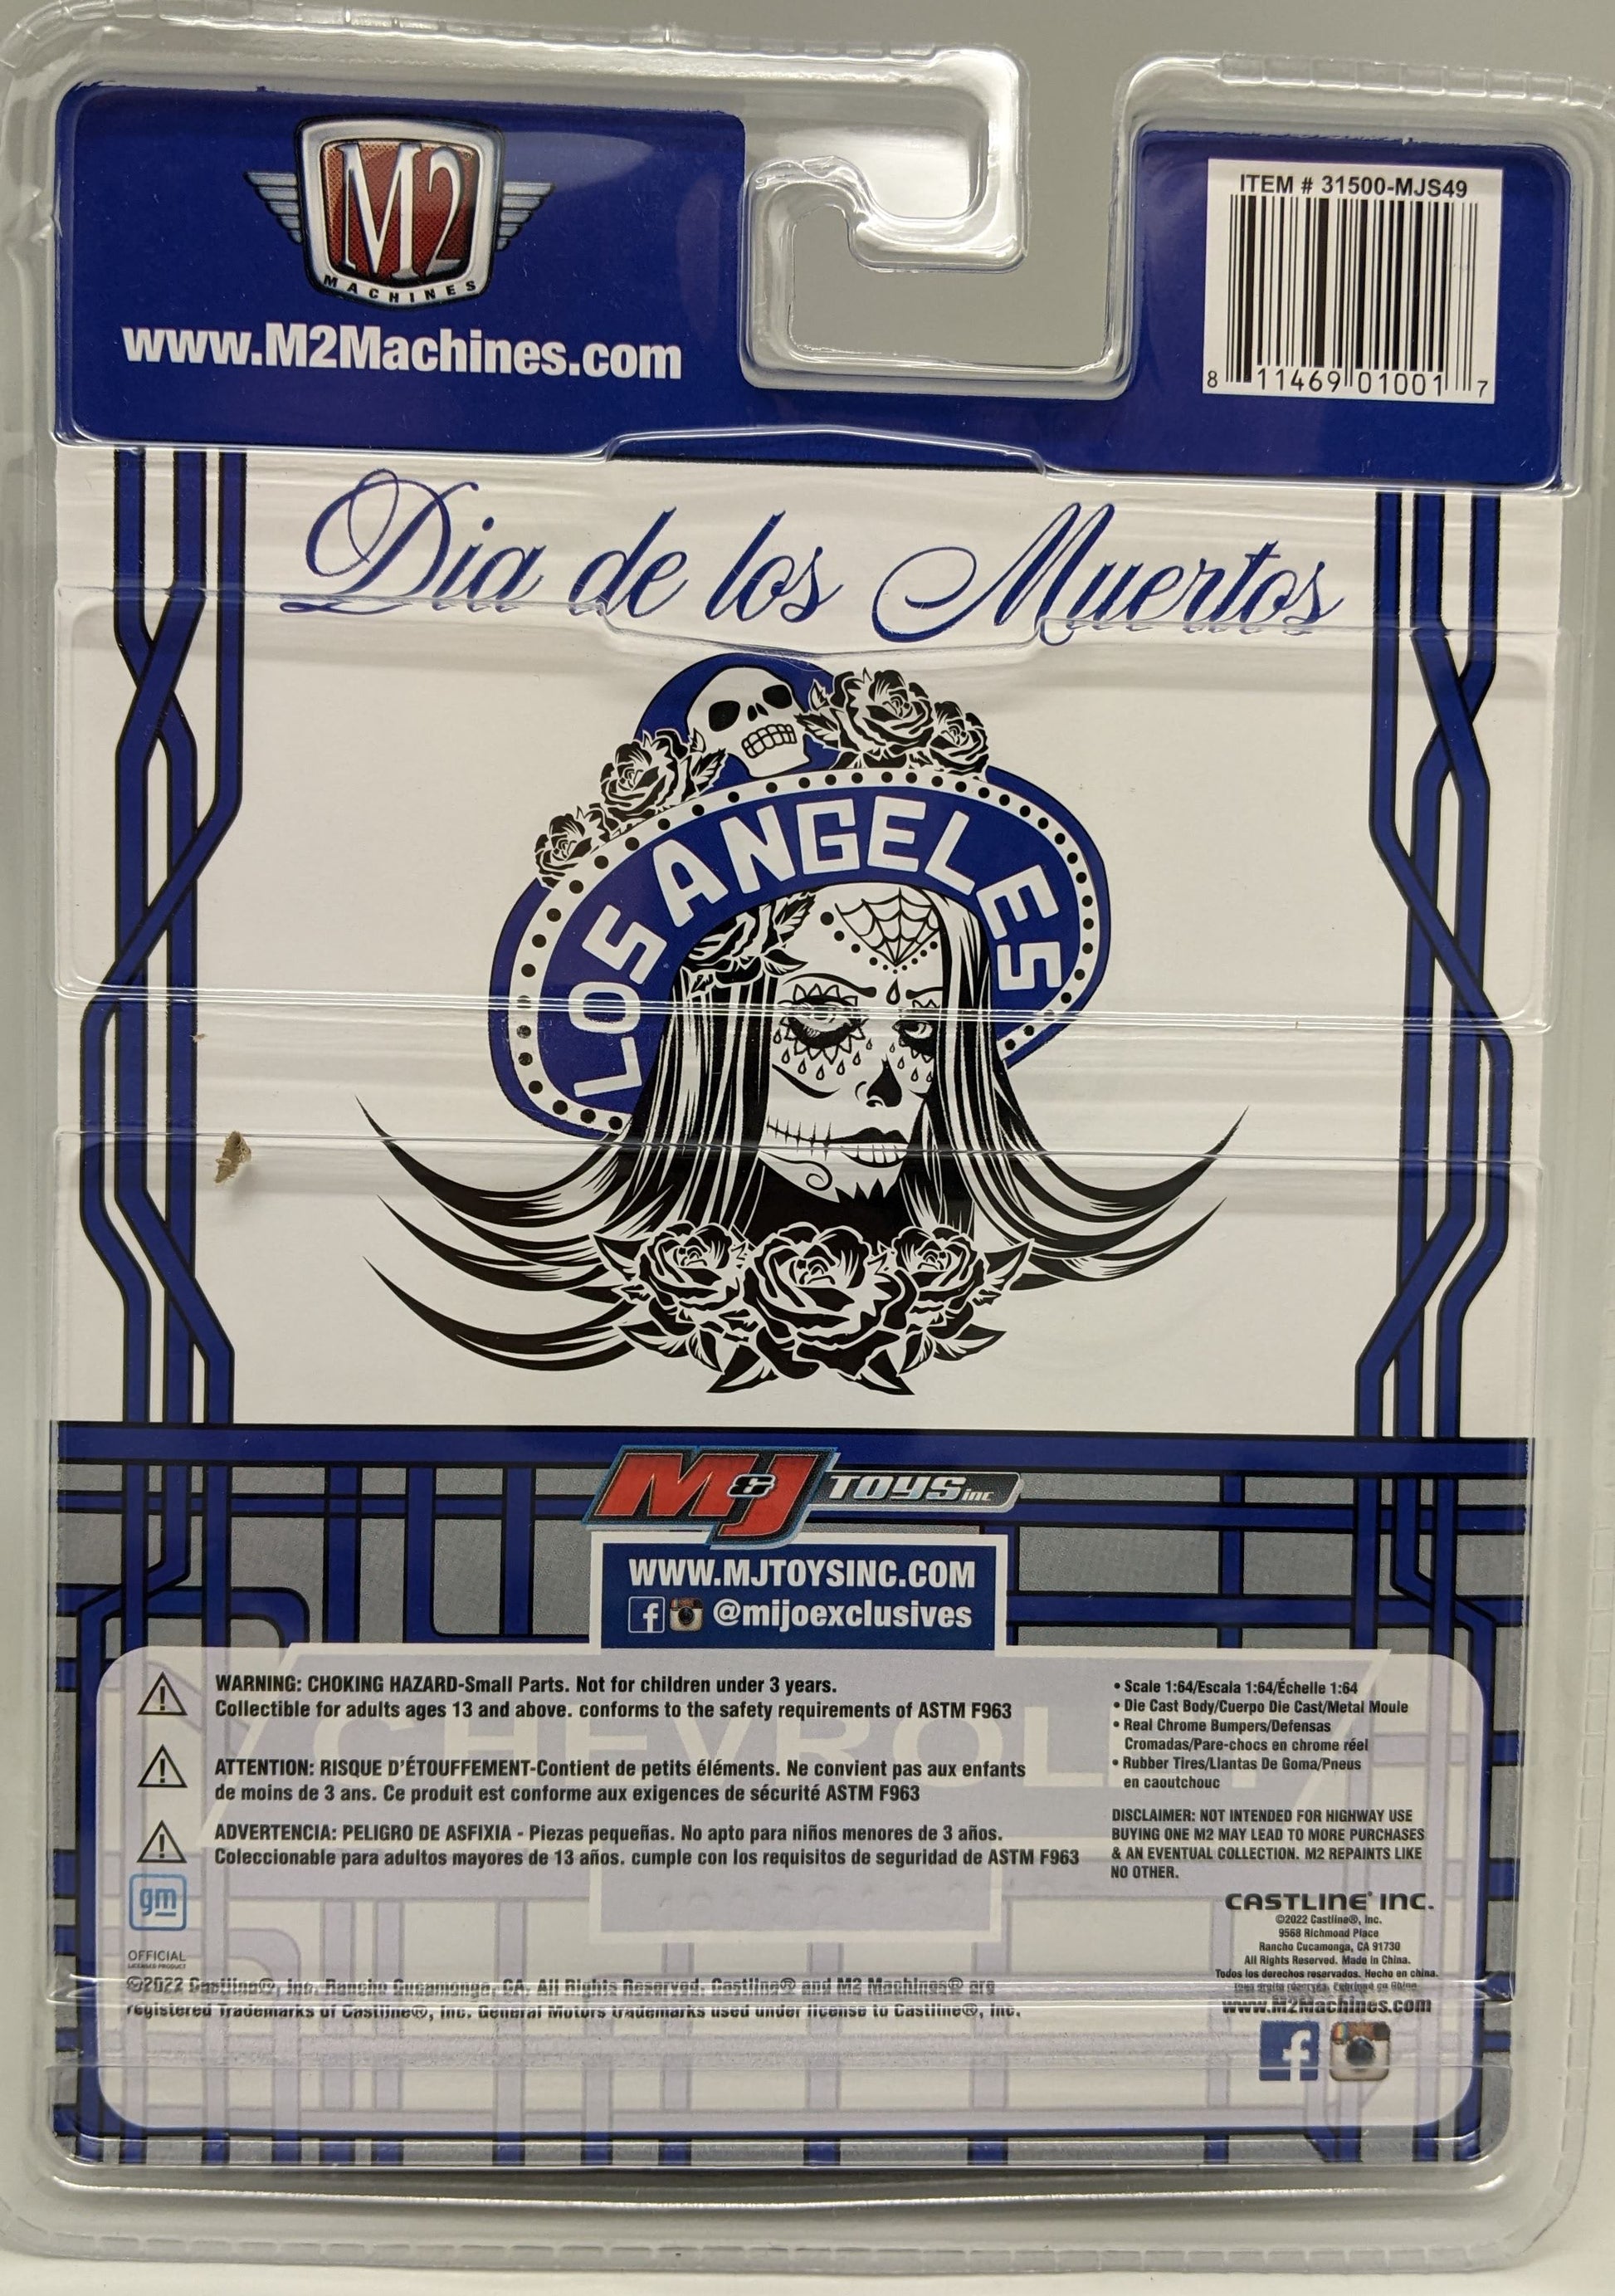 M2
MACHINES
www.M2Machines.com
ITEM # 31500-MJS49
8 11469 01001 7
Dia de los Muertos
LOS ANGELES
M&J TOYS inc
WWW.MJTOYSINC.COM
@mijoexclusives
CHEVROLET
WARNING: CHOKING HAZARD-Small Parts. Not for children under 3 years.
Collectible for adults ages 13 and above. conforms to the safety requirements of ASTM F963
ATTENTION: RISQUE D'ÉTOUFFEMENT-Contient de petits éléments. Ne convient pas aux enfants
de moins de 3 ans. Ce produit est conforme aux exigences de sécurité ASTM F963
ADVERTENCIA: PELIGRO DE ASFIXIA - Piezas pequeñas. No apto para niños menores de 3 años.
Coleccionable para adultos mayores de 13 años. cumple con los requisitos de seguridad de ASTM F963
gm
OFFICIAL
LICENSED PRODUCT
©2022 Castline®, Inc. Rancho Cucamonga, CA. All Rights Reserved. Castline® and M2 Machines® are
registered Trademarks of Castline®, Inc. General Motors trademarks used under license to Castline®, Inc.
• Scale 1:64/Escala 1:64/Échelle 1:64
• Die Cast Body/Cuerpo Die Cast/Metal Moule
• Real Chrome Bumpers/Defensas
Cromadas/Pare-chocs en chrome réel
• Rubber Tires/Llantas De Goma/Pneus
en caoutchouc
DISCLAIMER: NOT INTENDED FOR HIGHWAY USE
BUYING ONE M2 MAY LEAD TO MORE PURCHASES
& AN EVENTUAL COLLECTION. M2 REPAINTS LIKE
NO OTHER.
CASTLINE® INC.
©2022 Castline®, Inc.
9568 Richmond Place
Rancho Cucamonga, CA 91730
All Rights Reserved. Made in China.
Todos los derechos reservados. Hecho en china.
Tous droits réservés. Fabriqué en Chine
www.M2Machines.com